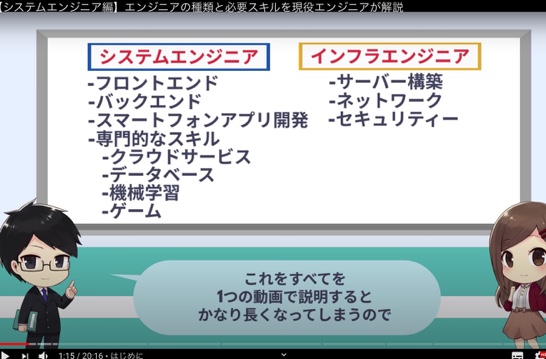 【システムエンジニア編】エンジニアの種類と必要スキルを現役エンジニアが解説
システムエンジニア
-フロントエンド
-バックエンド
-スマートフォンアプリ開発
-専門的なスキル
-クラウドサービス
-データベース
-機械学習
-ゲーム
インフラエンジニア
-サーバー構築
-ネットワーク
-セキュリティー
これをすべてを
1つの動画で説明すると
かなり長くなってしまうので
1:15 / 20:16・はじめに